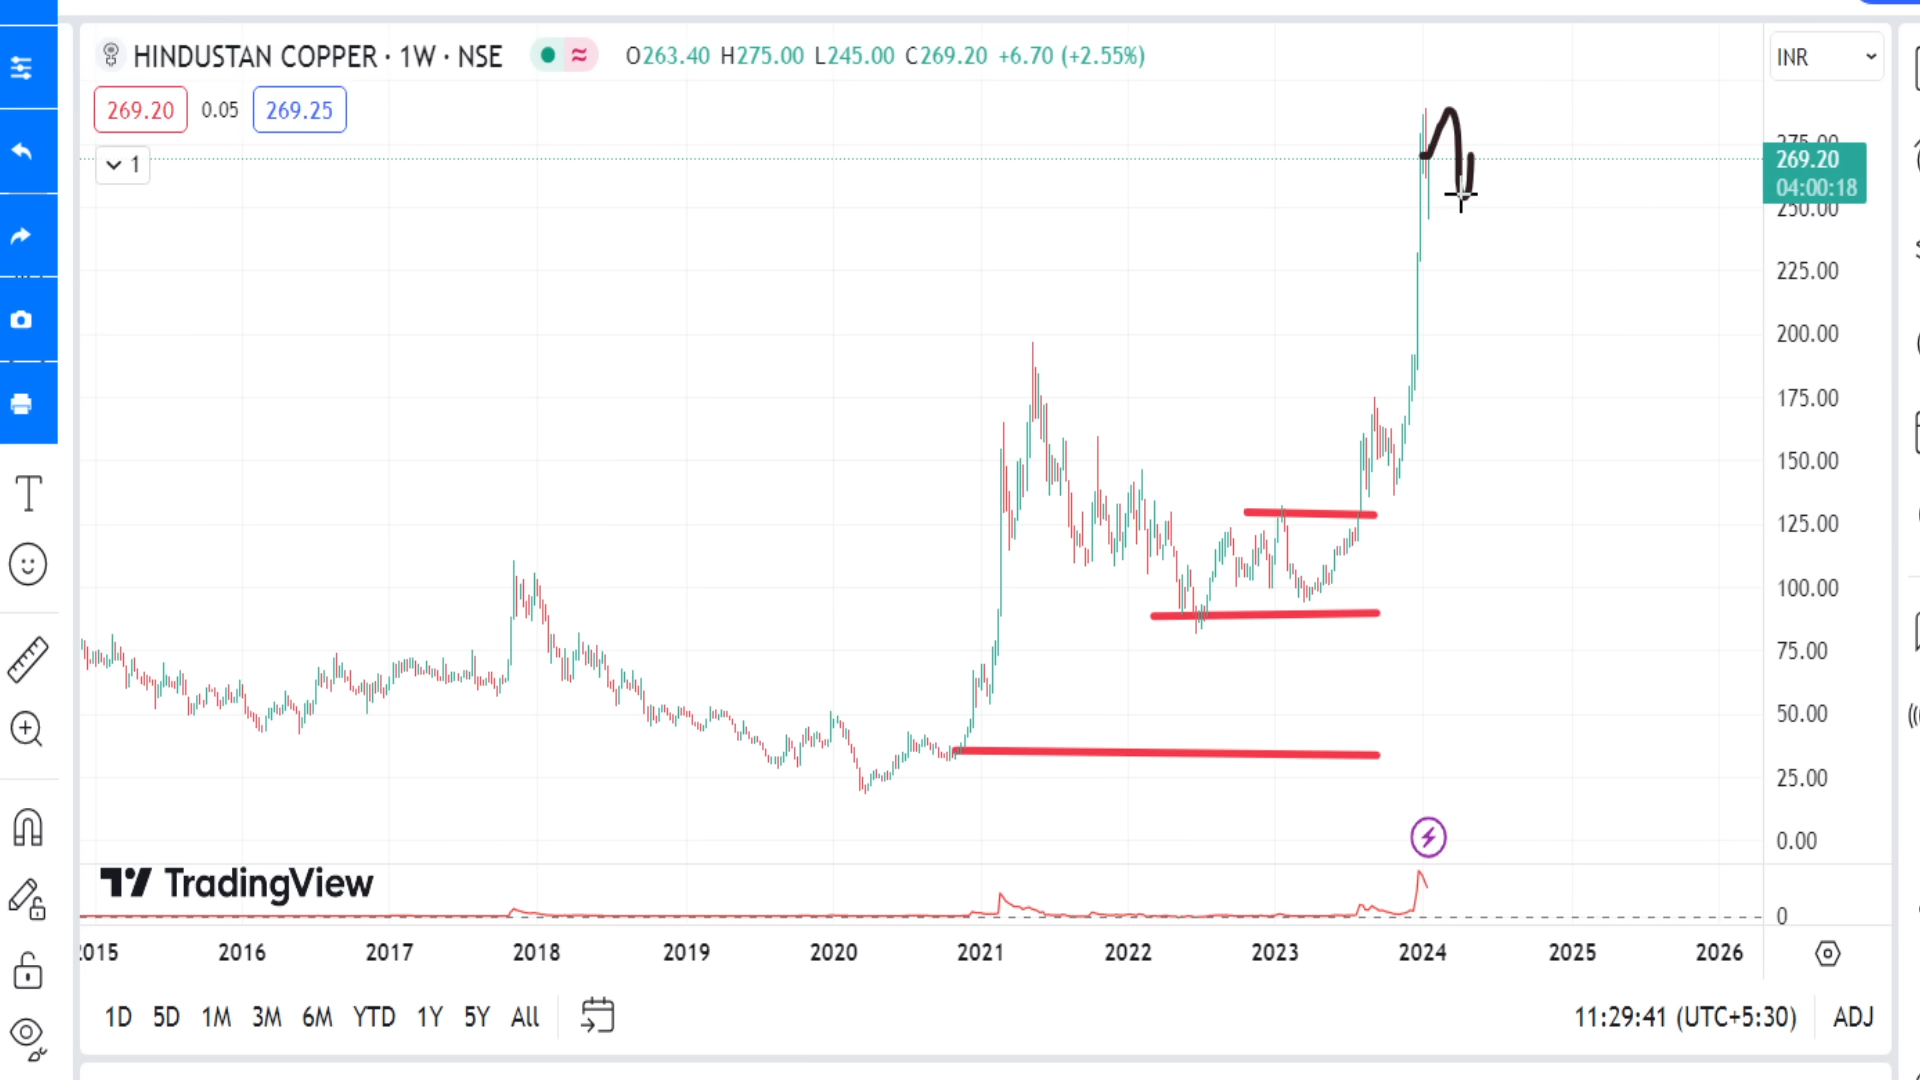 HINDUSTAN COPPER · 1W · NSE O263.40 H275.00 L245.00 C269.20 +6.70 (+2.55%)
INR
269.20 0.05 269.25
1
269.20
04:00:18
250.00
225.00
200.00
175.00
150.00
125.00
100.00
75.00
50.00
25.00
0.00
TradingView
0
2015 2016 2017 2018 2019 2020 2021 2022 2023 2024 2025 2026
1D 5D 1M 3M 6M YTD 1Y 5Y All
11:29:41 (UTC+5:30) ADJ